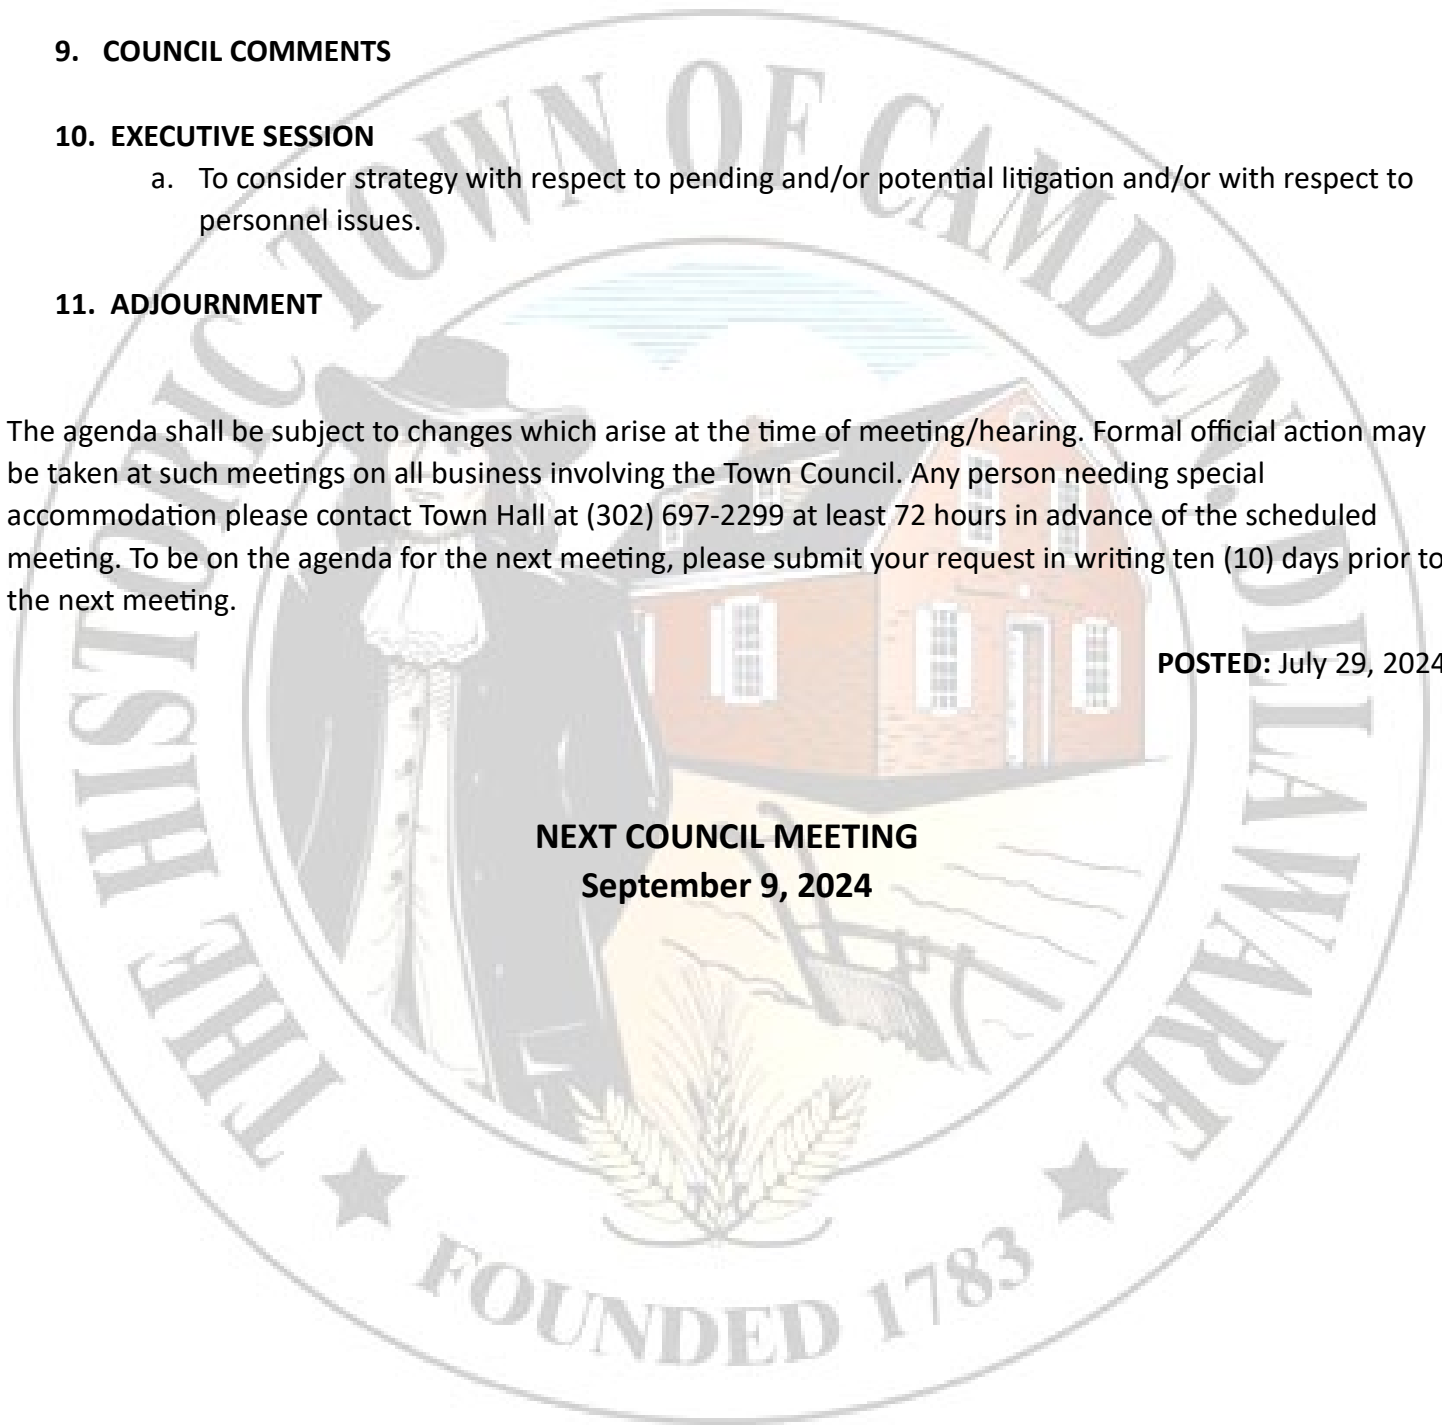 9. COUNCIL COMMENTS
10. EXECUTIVE SESSION
a. To consider strategy with respect to pending and/or potential litigation and/or with respect to
personnel issues.
11. ADJOURNMENT
The agenda shall be subject to changes which arise at the time of meeting/hearing. Formal official action may
be taken at such meetings on all business involving the Town Council. Any person needing special
accommodation please contact Town Hall at (302) 697-2299 at least 72 hours in advance of the scheduled
meeting. To be on the agenda for the next meeting, please submit your request in writing ten (10) days prior to
the next meeting.
POSTED: July 29, 2024
NEXT COUNCIL MEETING
September 9, 2024
THE HISTORIC TOWN OF CAMDEN, DELAWARE
FOUNDED 1783